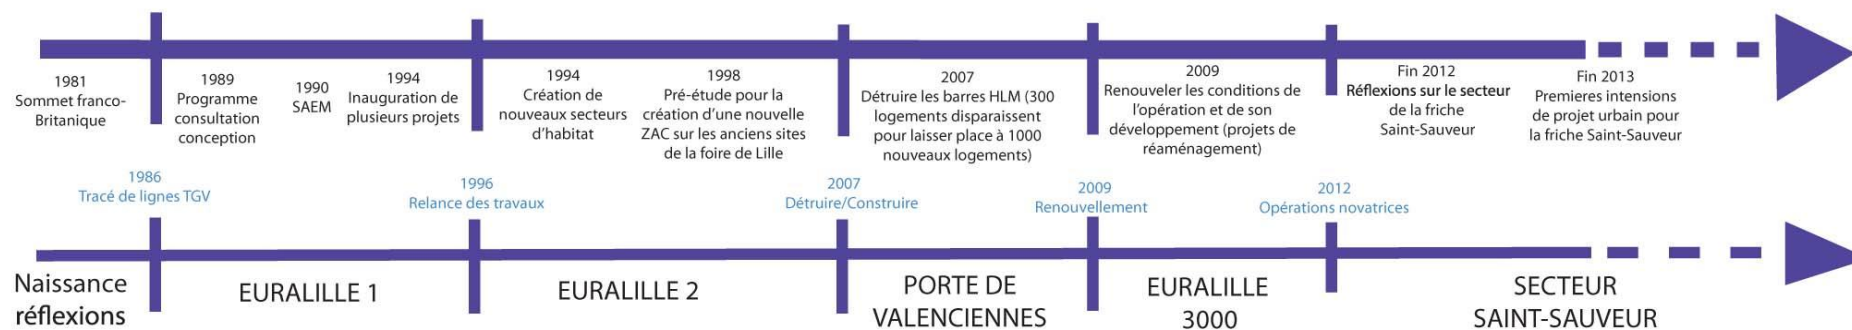 1981
Sommet franco-
Britanique
1989
Programme
consultation
conception
1990
SAEM
1994
Inauguration de
plusieurs projets
1994
Création de
nouveaux secteurs
d'habitat
1998
Pré-étude pour la
création d'une nouvelle
ZAC sur les anciens sites
de la foire de Lille
2007
Détruire les barres HLM (300
logements disparaissent
pour laisser place à 1000
nouveaux logements)
2009
Renouveler les conditions de
l'opération et de son
développement (projets de
réaménagement)
Fin 2012
Réflexions sur le secteur
de la friche
Saint-Sauveur
Fin 2013
Premieres intensions
de projet urbain pour
la friche Saint-Sauveur
1986
Tracé de lignes TGV
1996
Relance des travaux
2007
Détruire/Construire
2009
Renouvellement
2012
Opérations novatrices
Naissance
réflexions
EURALILLE 1
EURALILLE 2
PORTE DE
VALENCIENNES
EURALILLE
3000
SECTEUR
SAINT-SAUVEUR